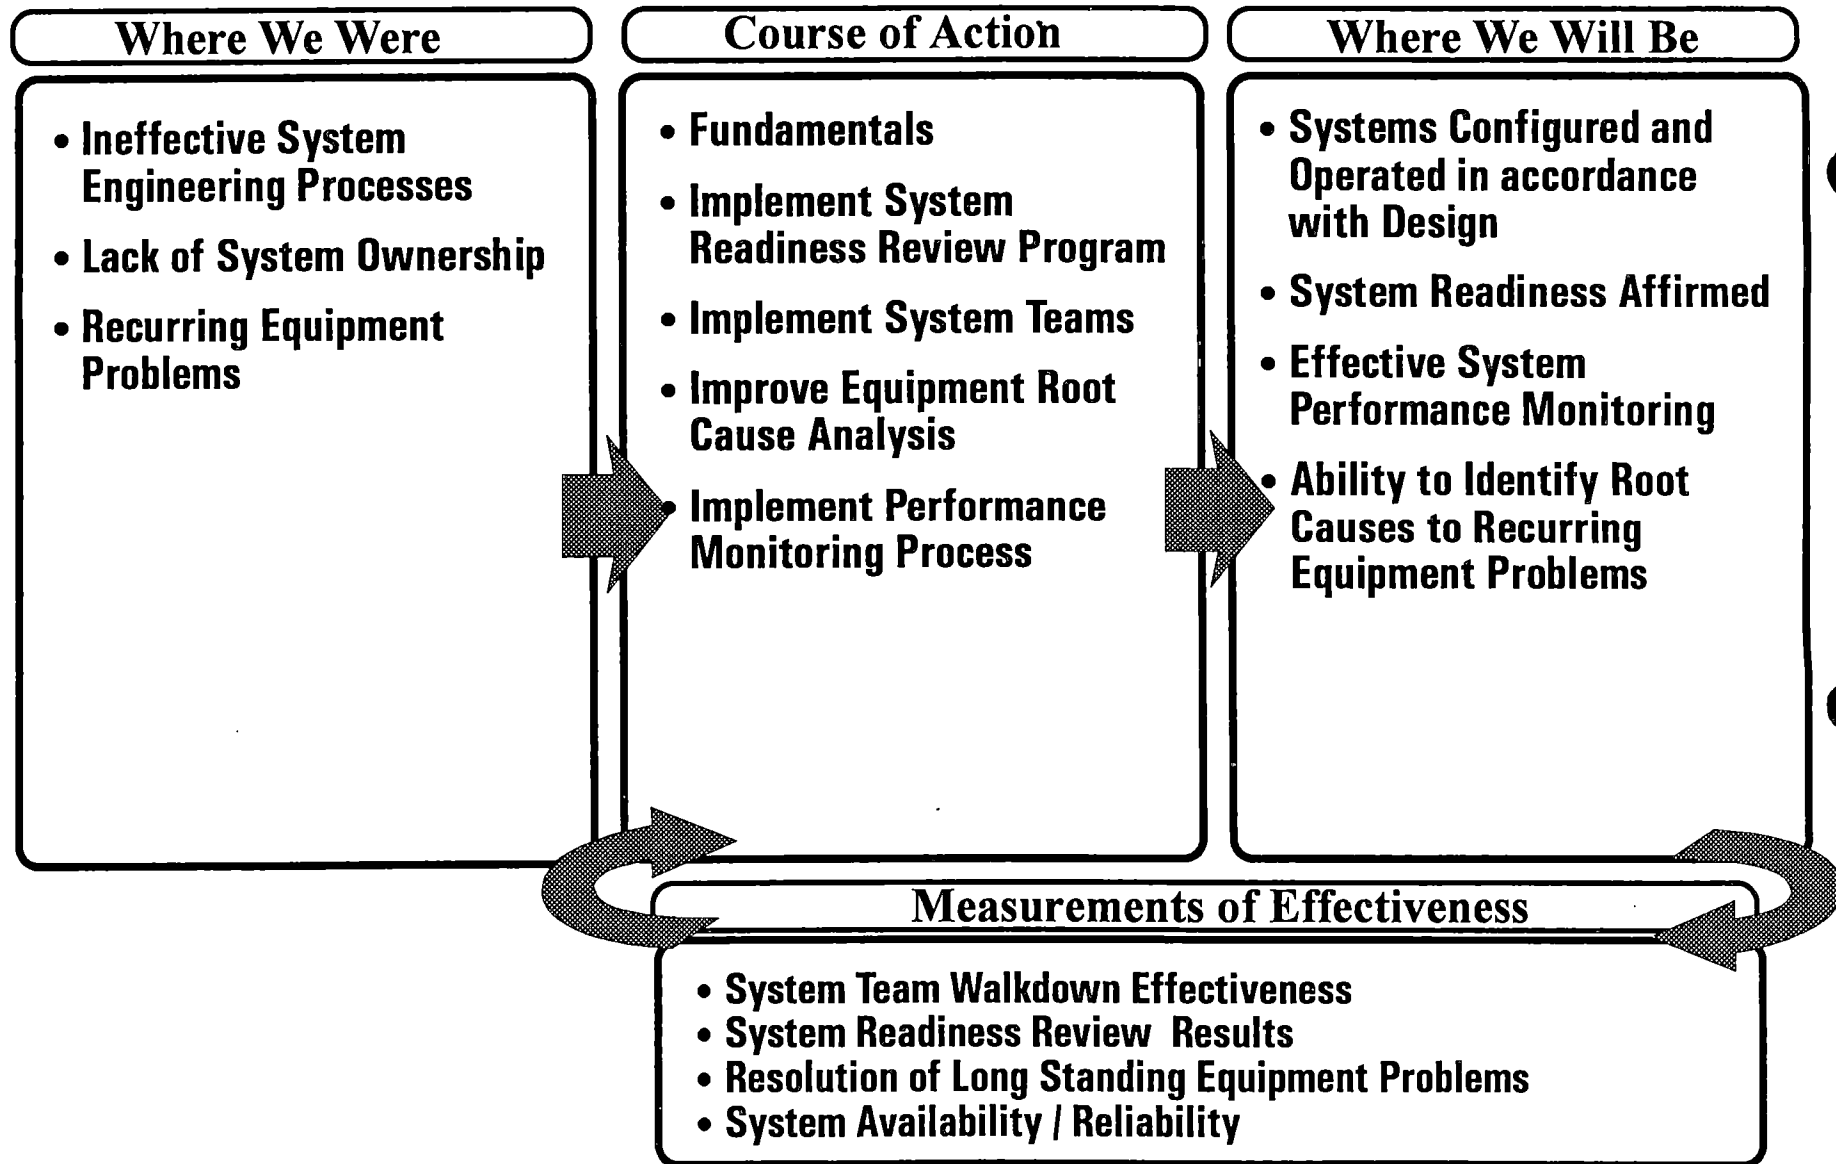 Where We Were
• Ineffective System
Engineering Processes
• Lack of System Ownership
• Recurring Equipment
Problems
Course of Action
• Fundamentals
• Implement System
Readiness Review Program
• Implement System Teams
• Improve Equipment Root
Cause Analysis
• Implement Performance
Monitoring Process
Where We Will Be
• Systems Configured and
Operated in accordance
with Design
• System Readiness Affirmed
• Effective System
Performance Monitoring
• Ability to Identify Root
Causes to Recurring
Equipment Problems
Measurements of Effectiveness
• System Team Walkdown Effectiveness
• System Readiness Review Results
• Resolution of Long Standing Equipment Problems
• System Availability / Reliability